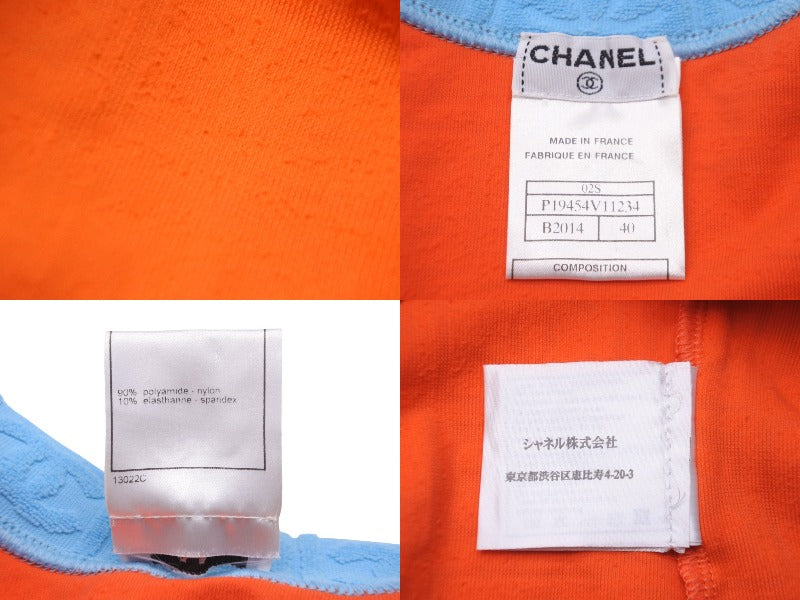 CHANEL
MADE IN FRANCE
FABRIQUE EN FRANCE
02S
P19454V11234
B2014 40
COMPOSITION
90% polyamide - nylon
10% elasthanne - spandex
13022C
シャネル株式会社
東京都渋谷区恵比寿4-20-3